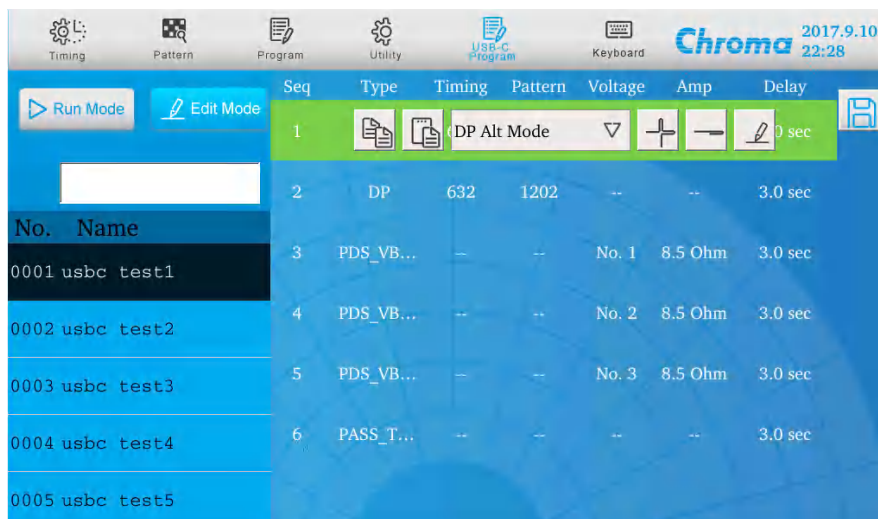 Timing Pattern Program Utility USB-C Program Keyboard Chroma 2017.9.10 22:28
Run Mode Edit Mode
Seq Type Timing Pattern Voltage Amp Delay
1 DP Alt Mode 0 sec
2 DP 632 1202 -- -- 3.0 sec
3 PDS_VB... -- -- No. 1 8.5 Ohm 3.0 sec
4 PDS_VB... -- -- No. 2 8.5 Ohm 3.0 sec
5 PDS_VB... -- -- No. 3 8.5 Ohm 3.0 sec
6 PASS_T... -- -- -- -- 3.0 sec
No. Name
0001 usbc test1
0002 usbc test2
0003 usbc test3
0004 usbc test4
0005 usbc test5